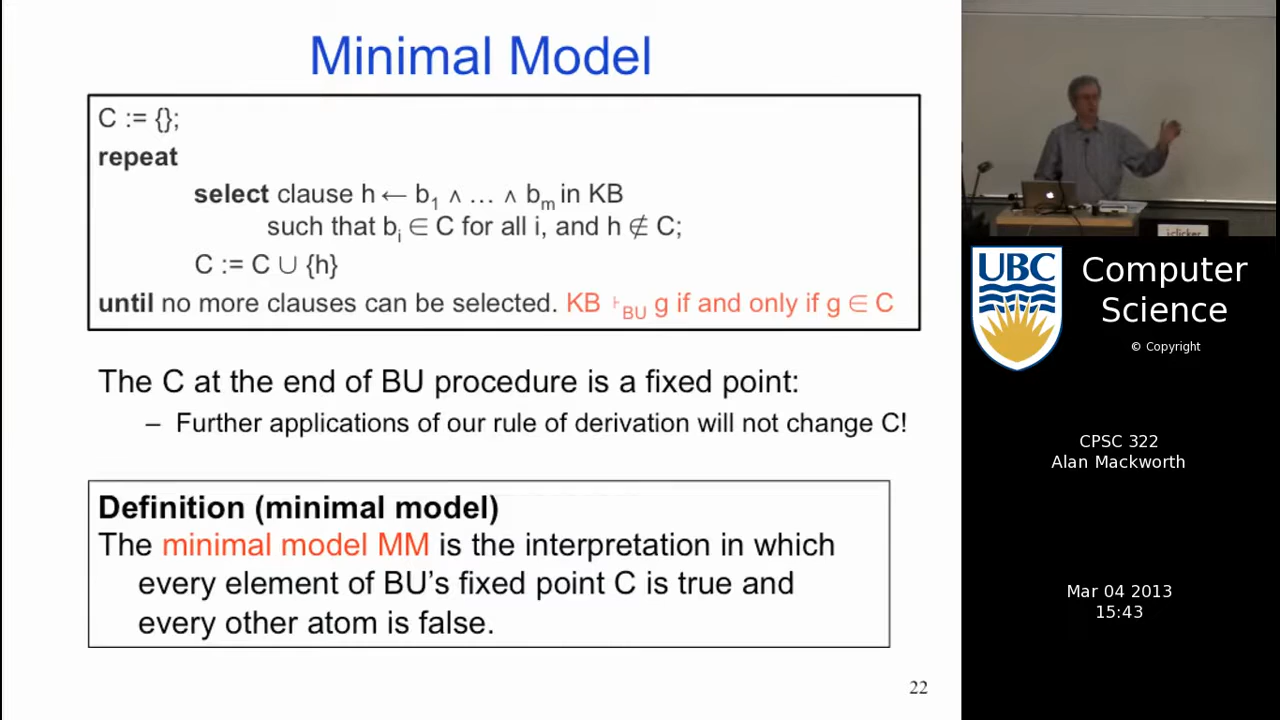 Minimal Model
C := {};
repeat
select clause h ← b1 ∧ … ∧ bm in KB
such that bi ∈ C for all i, and h ∉ C;
C := C ∪ {h}
until no more clauses can be selected. KB ⊦BU g if and only if g ∈ C
The C at the end of BU procedure is a fixed point:
– Further applications of our rule of derivation will not change C!
Definition (minimal model)
The minimal model MM is the interpretation in which
every element of BU's fixed point C is true and
every other atom is false.
22
i>clicker
UBC
Computer
Science
© Copyright
CPSC 322
Alan Mackworth
Mar 04 2013
15:43